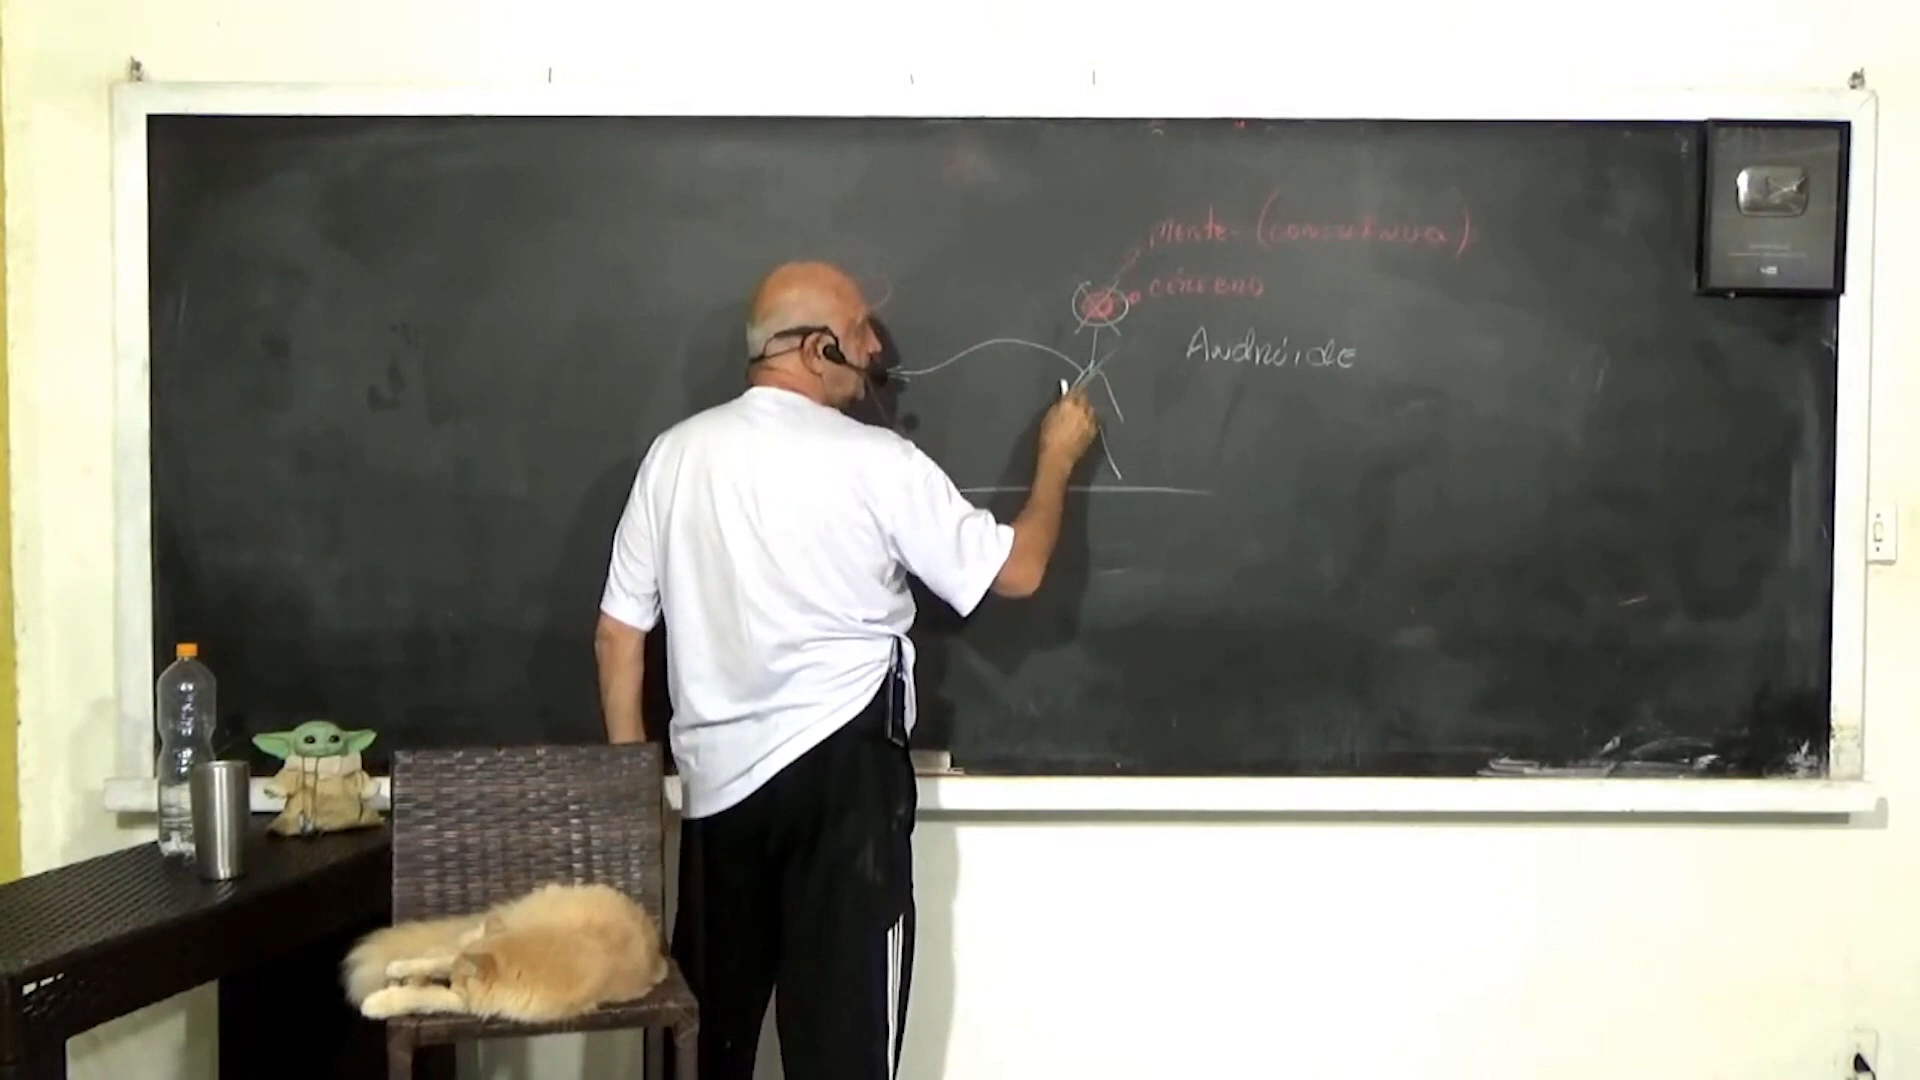 Mente - (consciência)
cérebro
Andróide